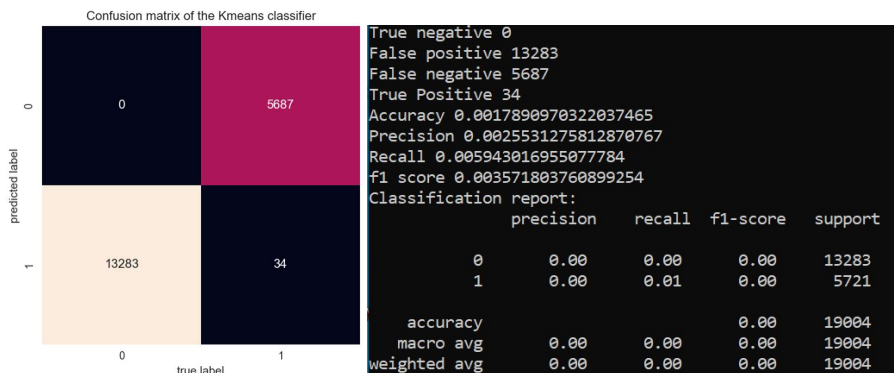 Confusion matrix of the Kmeans classifier
0
5687
13283
34
0
1
predicted label
0
1
true label
True negative 0
False positive 13283
False negative 5687
True Positive 34
Accuracy 0.0017890970322037465
Precision 0.0025531275812870767
Recall 0.005943016955077784
f1 score 0.003571803760899254
Classification report:
precision recall f1-score support
0 0.00 0.00 0.00 13283
1 0.00 0.01 0.00 5721
accuracy 0.00 19004
macro avg 0.00 0.00 0.00 19004
weighted avg 0.00 0.00 0.00 19004